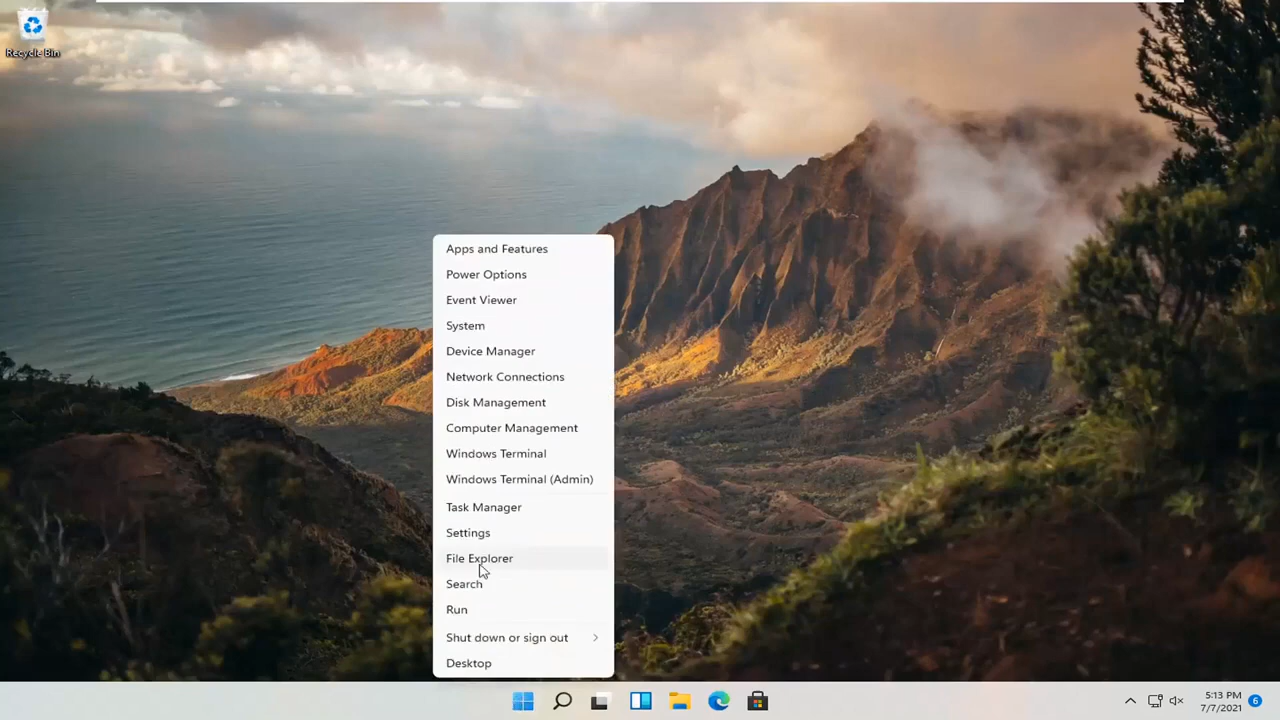 Recycle Bin
Apps and Features
Power Options
Event Viewer
System
Device Manager
Network Connections
Disk Management
Computer Management
Windows Terminal
Windows Terminal (Admin)
Task Manager
Settings
File Explorer
Search
Run
Shut down or sign out
Desktop
5:13 PM
7/7/2021
6